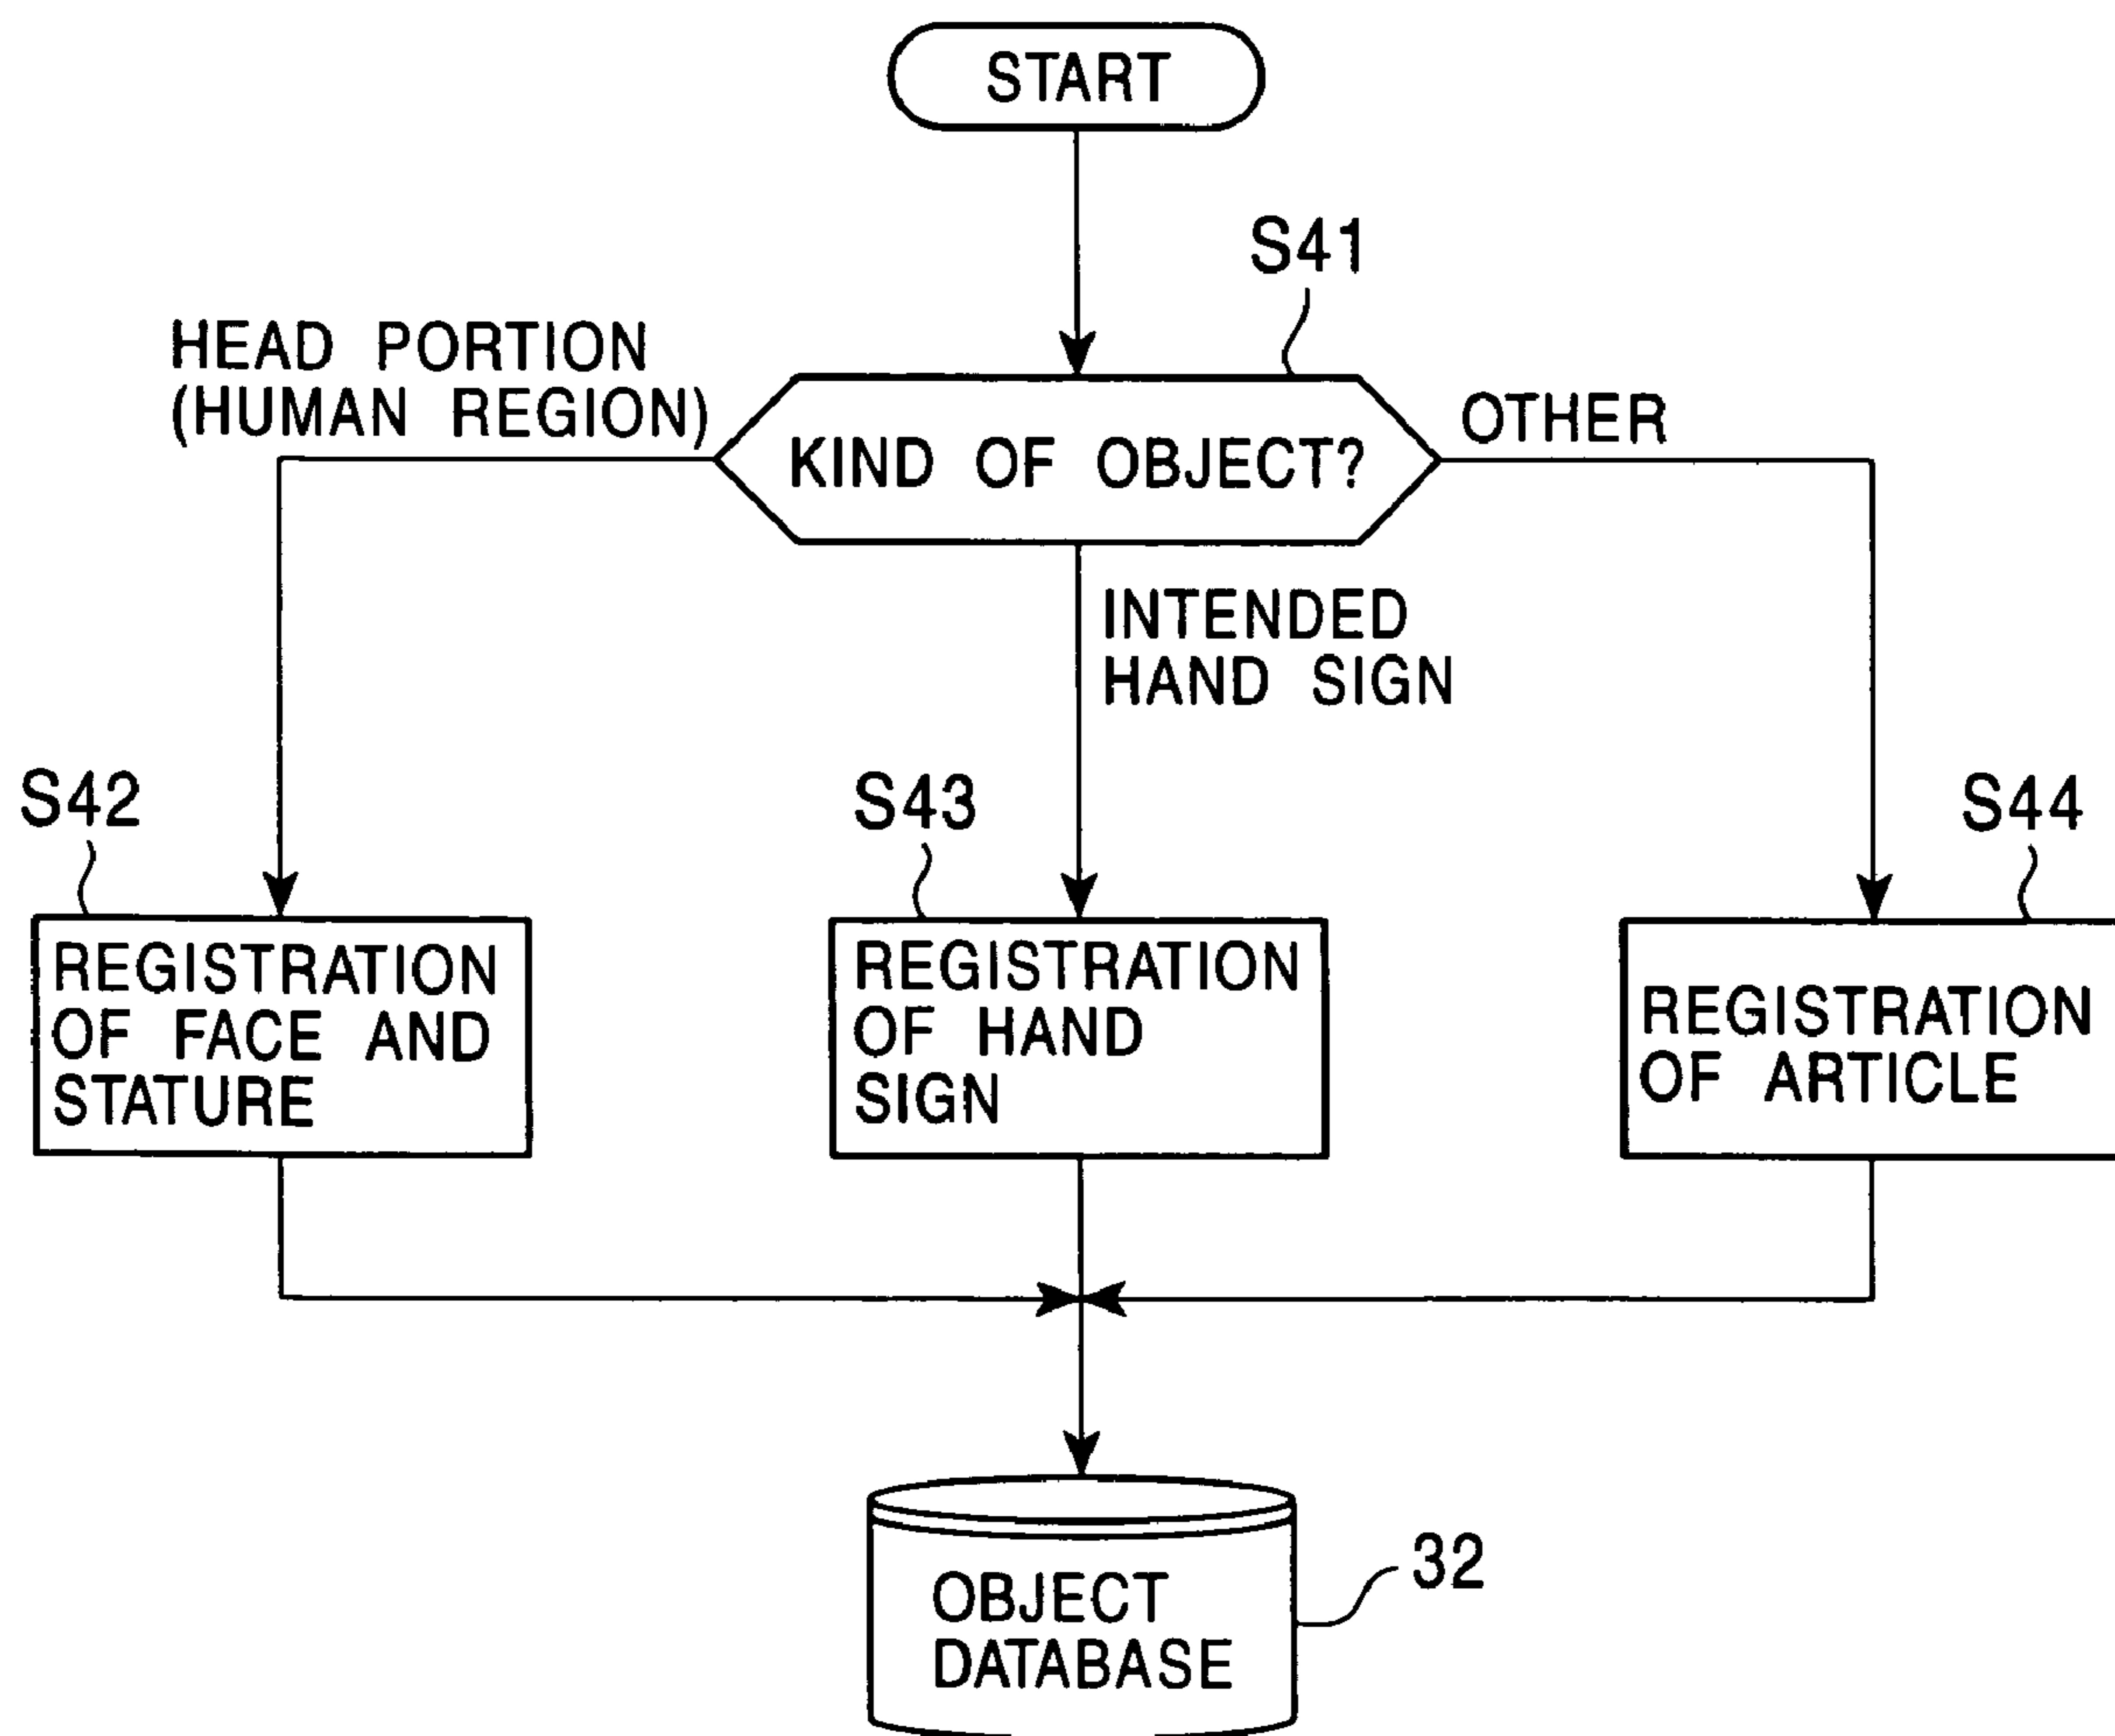 START
S41
HEAD PORTION
(HUMAN REGION)
KIND OF OBJECT?
OTHER
INTENDED
HAND SIGN
S42
REGISTRATION
OF FACE AND
STATURE
S43
REGISTRATION
OF HAND
SIGN
S44
REGISTRATION
OF ARTICLE
OBJECT
DATABASE
32